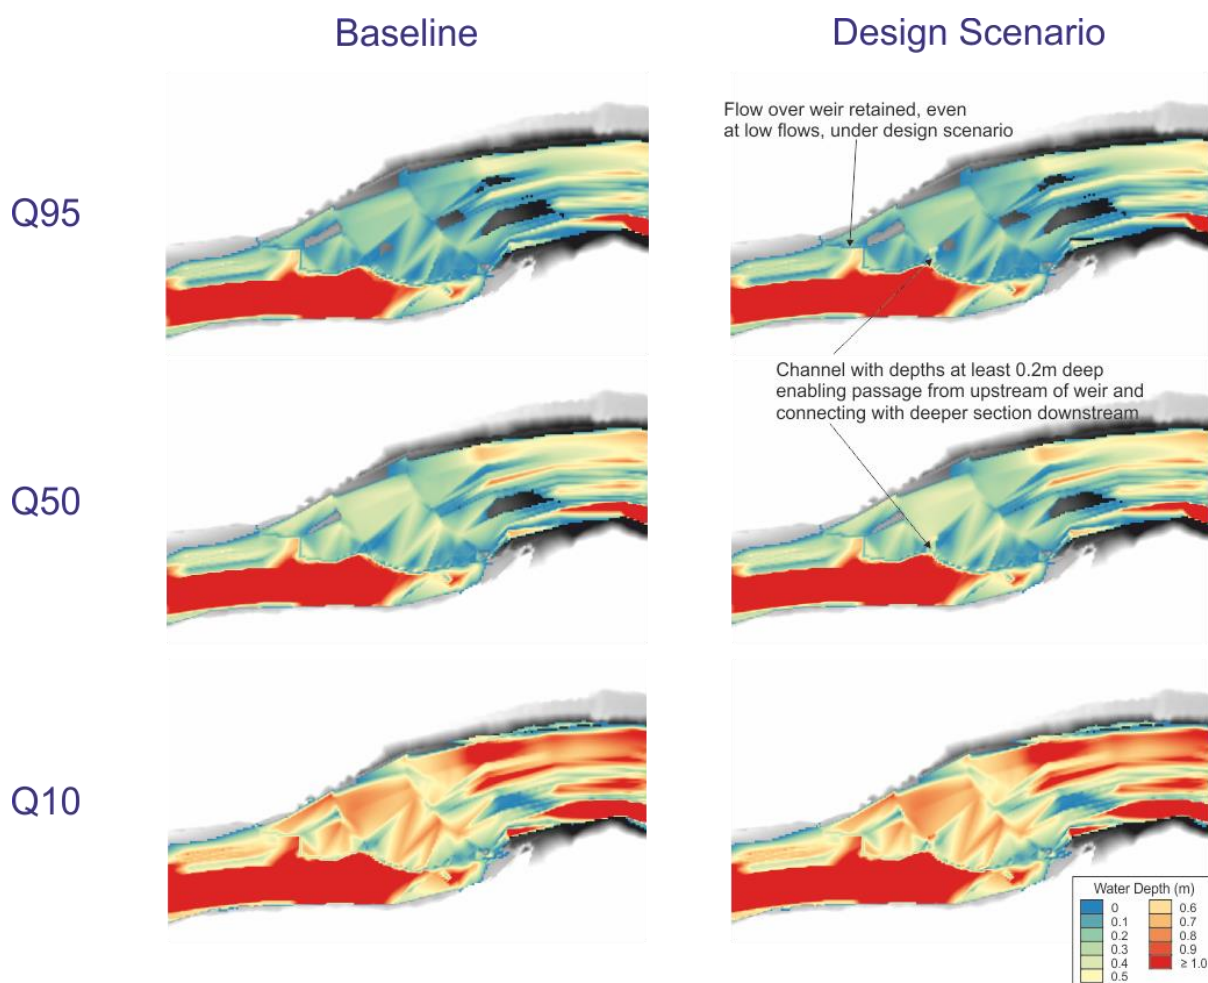 Baseline
Design Scenario
Flow over weir retained, even
at low flows, under design scenario
Q95
Channel with depths at least 0.2m deep
enabling passage from upstream of weir and
connecting with deeper section downstream
Q50
Q10
Water Depth (m)
0 0.6
0.1 0.7
0.2 0.8
0.3 0.9
0.4 ≥ 1.0
0.5